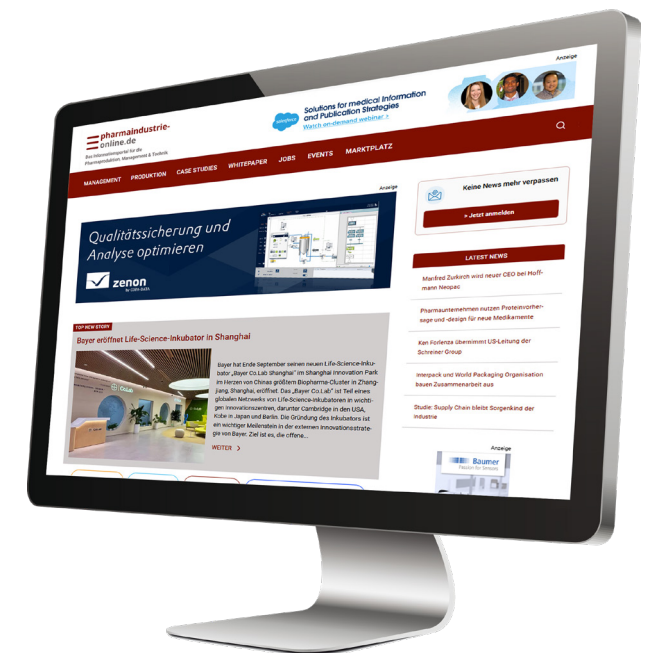 Anzeige
Solutions for medical Information
and Publication Strategies
Watch on-demand webinar >
salesforce
pharmaindustrie-
online.de
Das Internetportal für die
Pharmaproduktion, Management & Technik
MANAGEMENT PRODUKTION CASE STUDIES WHITEPAPER JOBS EVENTS MARKTPLATZ
Anzeige
Qualitätssicherung und
Analyse optimieren
zenon
by COPA-DATA
Keine News mehr verpassen
» Jetzt anmelden
LATEST NEWS
Manfred Zurkirch wird neuer CEO bei Hoff-
mann Neopac
Pharmaunternehmen nutzen Proteinvorher-
sage und -design für neue Medikamente
Ken Forlenza übernimmt US-Leitung der
Schreiner Group
interpack und World Packaging Organisation
bauen Zusammenarbeit aus
Studie: Supply Chain bleibt Sorgenkind der
Industrie
TOP NEW STORY
Bayer eröffnet Life-Science-Inkubator in Shanghai
Bayer hat Ende September seinen neuen Life-Science-Inku-
bator „Bayer Co.Lab Shanghai" im Shanghai Innovation Park
im Herzen von Chinas größtem Biopharma-Cluster in Zhang-
jiang, Shanghai, eröffnet. Das „Bayer Co.Lab" ist Teil eines
globalen Netzwerks von Life-Science-Inkubatoren in wichti-
gen Innovationszentren, darunter Cambridge in den USA,
Kobe in Japan und Berlin. Die Gründung des Inkubators ist
ein wichtiger Meilenstein in der externen Innovationsstrate-
gie von Bayer. Ziel ist es, die offene...
WEITER >
Anzeige
Baumer
Passion for Sensors